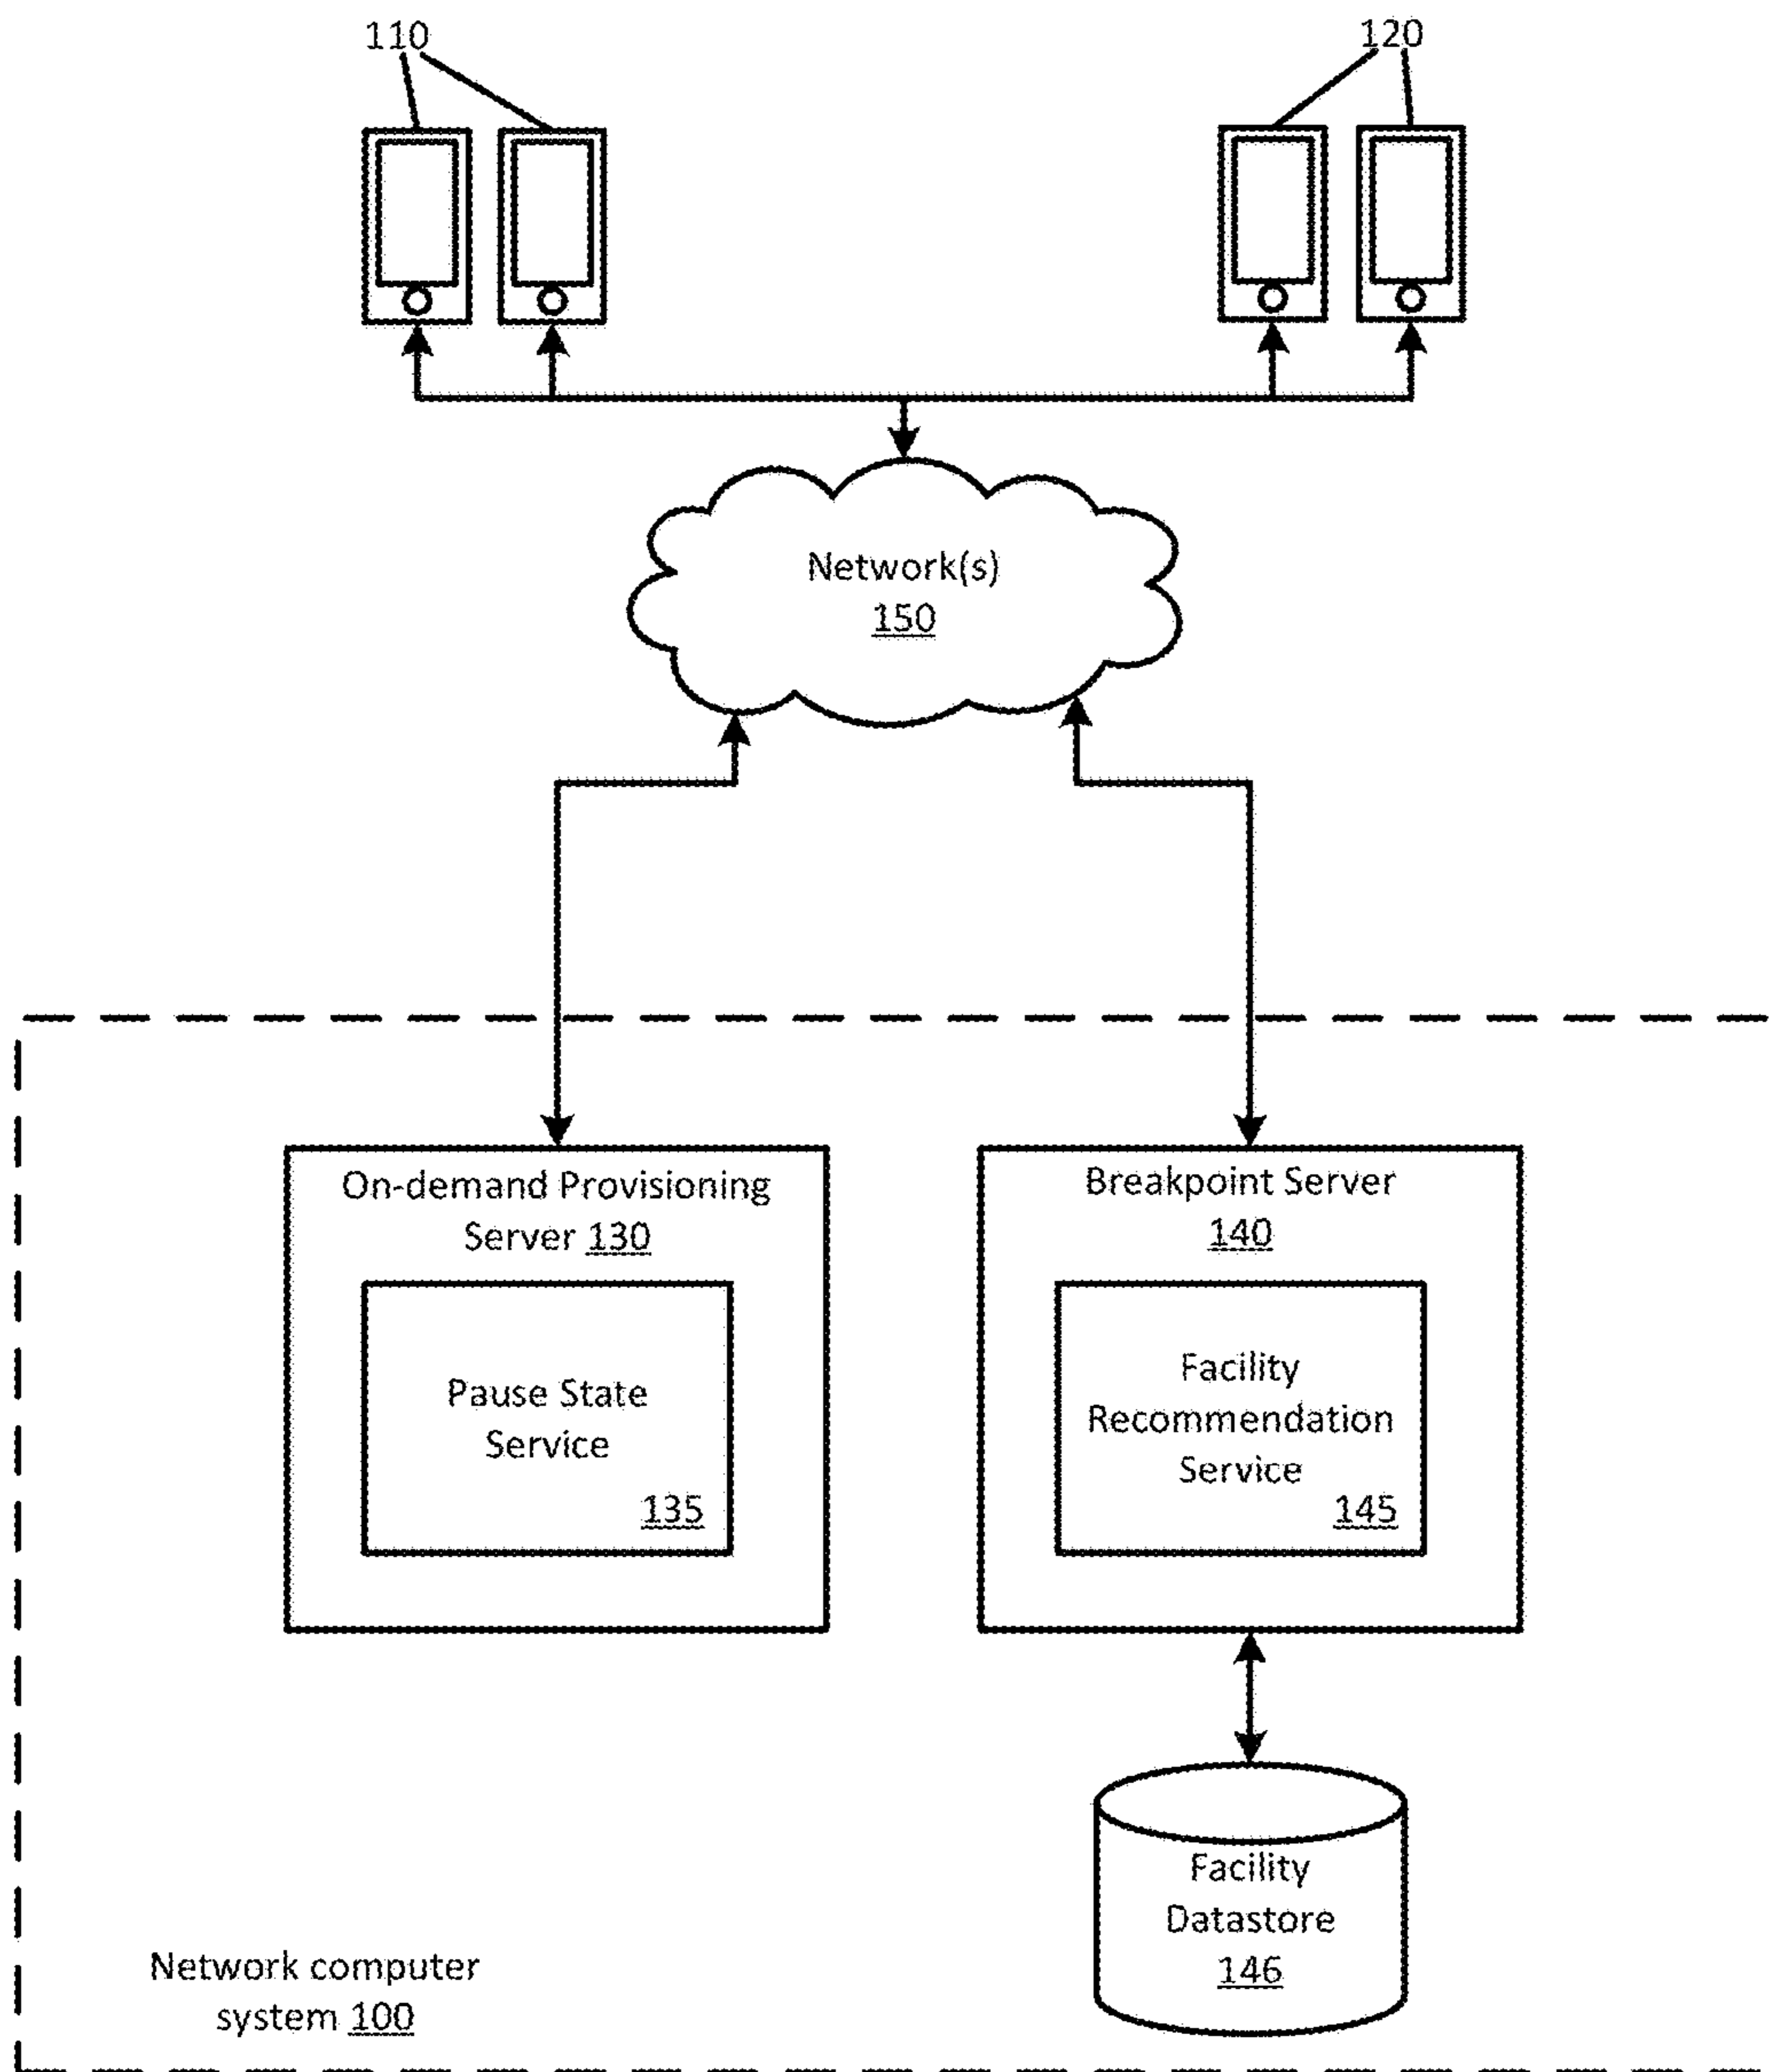 110
120
Network(s)
150
On-demand Provisioning
Server 130
Pause State
Service
135
Breakpoint Server
140
Facility
Recommendation
Service
145
Facility
Datastore
146
Network computer
system 100